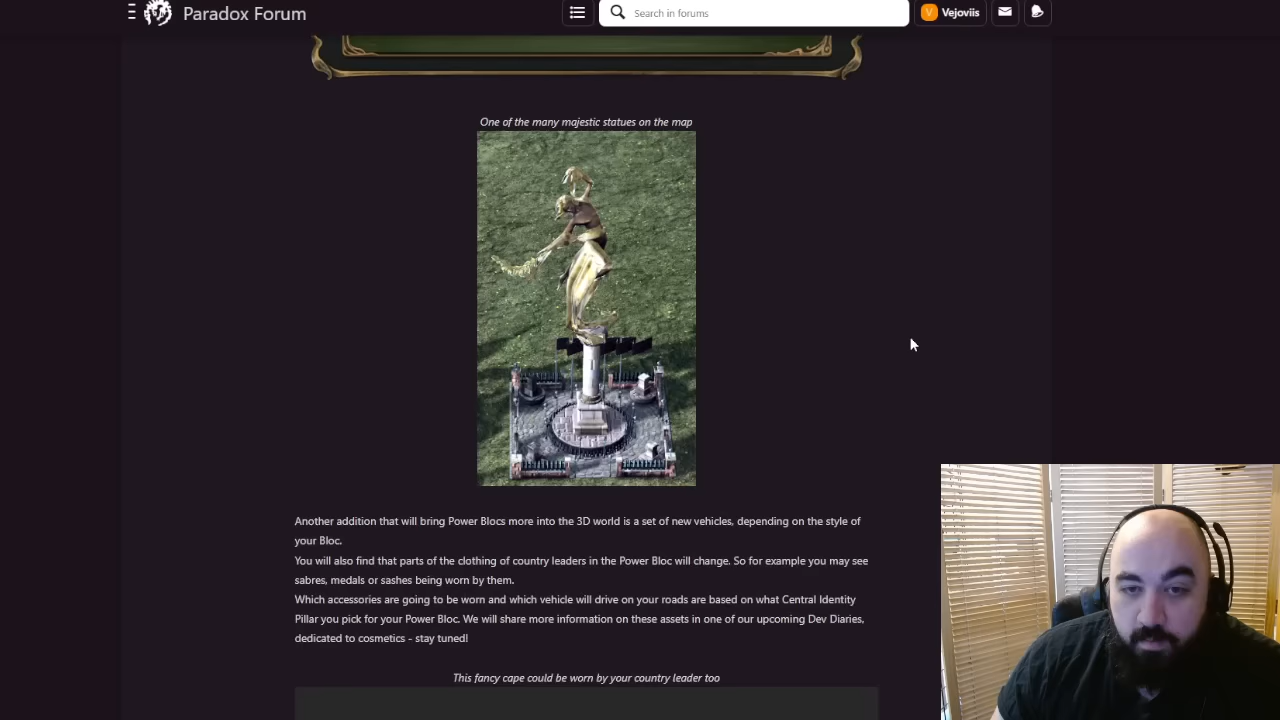 Paradox Forum
Search in forums
V
Vejoviis
One of the many majestic statues on the map
Another addition that will bring Power Blocs more into the 3D world is a set of new vehicles, depending on the style of
your Bloc.
You will also find that parts of the clothing of country leaders in the Power Bloc will change. So for example you may see
sabres, medals or sashes being worn by them.
Which accessories are going to be worn and which vehicle will drive on your roads are based on what Central Identity
Pillar you pick for your Power Bloc. We will share more information on these assets in one of our upcoming Dev Diaries,
dedicated to cosmetics - stay tuned!
This fancy cape could be worn by your country leader too